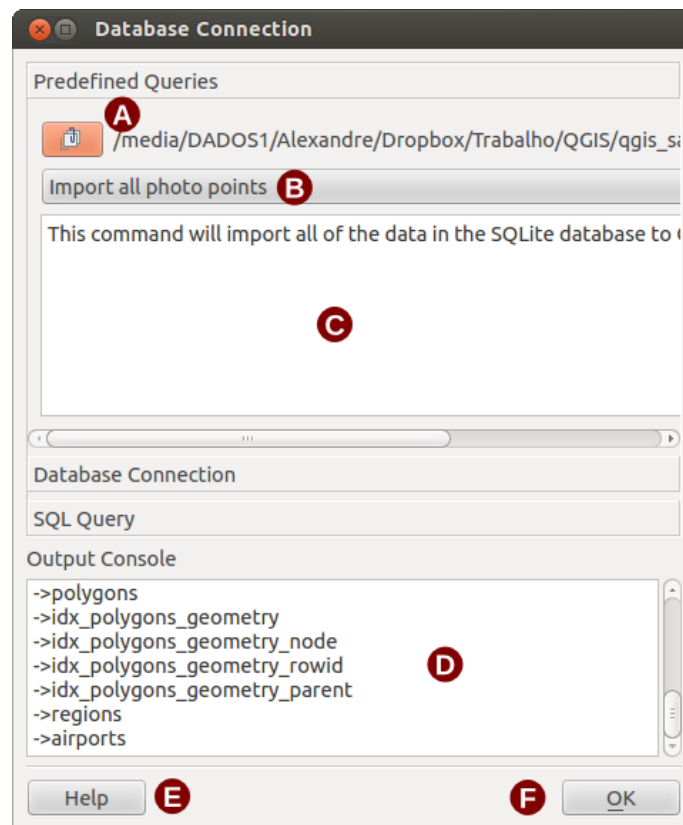 Database Connection
Predefined Queries
A
/media/DADOS1/Alexandre/Dropbox/Trabalho/QGIS/qgis_sa
Import all photo points B
This command will import all of the data in the SQLite database to
C
Database Connection
SQL Query
Output Console
->polygons
->idx_polygons_geometry
->idx_polygons_geometry_node
->idx_polygons_geometry_rowid
->idx_polygons_geometry_parent
->regions
->airports
D
Help E F OK